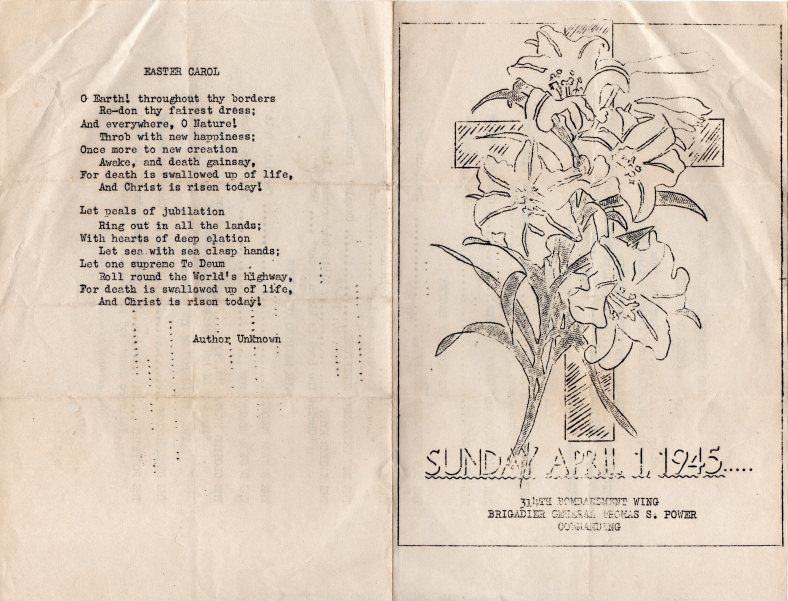 EASTER CAROL
O Earth! throughout thy borders
Re-don thy fairest dress;
And everywhere, O Nature!
Throb with new happiness;
Once more to new creation
Awake, and death gainsay,
For death is swallowed up of life,
And Christ is risen today!
Let peals of jubilation
Ring out in all the lands;
With hearts of deep elation
Let sea with sea clasp hands;
Let one supreme Te Deum
Roll round the World's highway,
For death is swallowed up of life,
And Christ is risen today!
Author Unknown
SUNDAY APRIL 1, 1945.....
314TH BOMBARDMENT WING
BRIGADIER GENERAL THOMAS S. POWER
COMMANDING